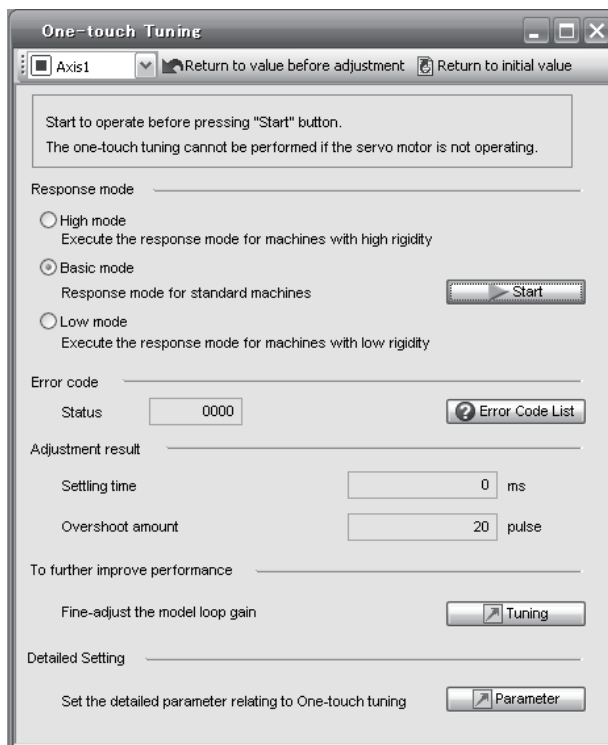 One-touch Tuning
Axis1 Return to value before adjustment Return to initial value
Start to operate before pressing "Start" button.
The one-touch tuning cannot be performed if the servo motor is not operating.
Response mode
High mode
Execute the response mode for machines with high rigidity
Basic mode
Response mode for standard machines Start
Low mode
Execute the response mode for machines with low rigidity
Error code
Status 0000 Error Code List
Adjustment result
Settling time 0 ms
Overshoot amount 20 pulse
To further improve performance
Fine-adjust the model loop gain Tuning
Detailed Setting
Set the detailed parameter relating to One-touch tuning Parameter